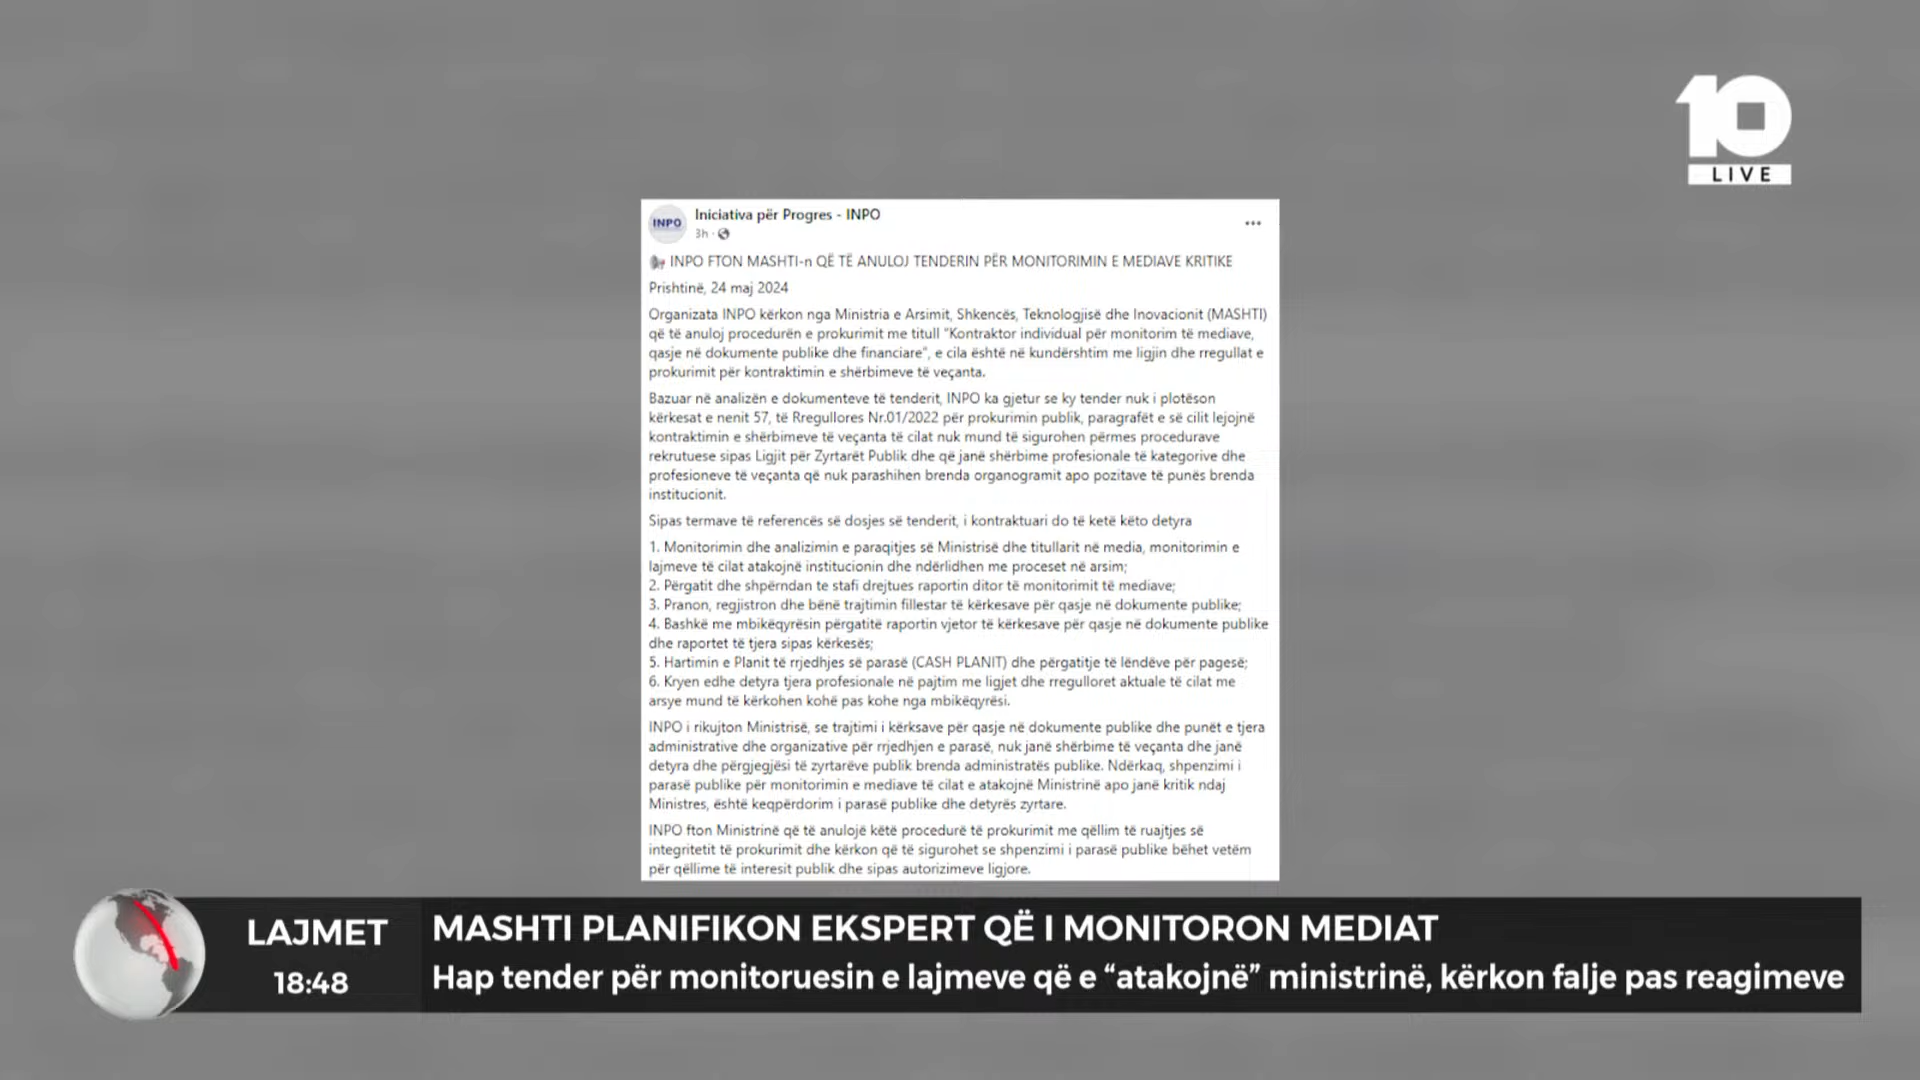 10
LIVE
INPO
Iniciativa për Progres - INPO
3h ·
INPO FTON MASHTI-n QË TË ANULOJ TENDERIN PËR MONITORIMIN E MEDIAVE KRITIKE
Prishtinë, 24 maj 2024
Organizata INPO kërkon nga Ministria e Arsimit, Shkencës, Teknologjisë dhe Inovacionit (MASHTI)
që të anuloj procedurën e prokurimit me titull "Kontraktor individual për monitorim të mediave,
qasje në dokumente publike dhe financiare", e cila është në kundërshtim me ligjin dhe rregullat e
prokurimit për kontraktimin e shërbimeve të veçanta.
Bazuar në analizën e dokumenteve të tenderit, INPO ka gjetur se ky tender nuk i plotëson
kërkesat e nenit 57, të Rregullores Nr.01/2022 për prokurimin publik, paragrafët e së cilit lejojnë
kontraktimin e shërbimeve të veçanta të cilat nuk mund të sigurohen përmes procedurave
rekrutuese sipas Ligjit për Zyrtarët Publik dhe që janë shërbime profesionale të kategorive dhe
profesioneve të veçanta që nuk parashihen brenda organogramit apo pozitave të punës brenda
institucionit.
Sipas termave të referencës së dosjes së tenderit, i kontraktuari do të ketë këto detyra
1. Monitorimin dhe analizimin e paraqitjes së Ministrisë dhe titullarit në media, monitorimin e
lajmeve të cilat atakojnë institucionin dhe ndërlidhen me proceset në arsim;
2. Përgatit dhe shpërndan te stafi drejtues raportin ditor të monitorimit të mediave;
3. Pranon, regjistron dhe bënë trajtimin fillestar të kërkesave për qasje në dokumente publike;
4. Bashkë me mbikëqyrësin përgatitë raportin vjetor të kërkesave për qasje në dokumente publike
dhe raportet të tjera sipas kërkesës;
5. Hartimin e Planit të rrjedhjes së parasë (CASH PLANIT) dhe përgatitje të lëndëve për pagesë;
6. Kryen edhe detyra tjera profesionale në pajtim me ligjet dhe rregulloret aktuale të cilat me
arsye mund të kërkohen kohë pas kohe nga mbikëqyrësi.
INPO i rikujton Ministrisë, se trajtimi i kërksave për qasje në dokumente publike dhe punët e tjera
administrative dhe organizative për rrjedhjen e parasë, nuk janë shërbime të veçanta dhe janë
detyra dhe përgjegjësi të zyrtarëve publik brenda administratës publike. Ndërkaq, shpenzimi i
parasë publike për monitorimin e mediave të cilat e atakojnë Ministrinë apo janë kritik ndaj
Ministres, është keqpërdorim i parasë publike dhe detyrës zyrtare.
INPO fton Ministrinë që të anulojë këtë procedurë të prokurimit me qëllim të ruajtjes së
integritetit të prokurimit dhe kërkon që të sigurohet se shpenzimi i parasë publike bëhet vetëm
për qëllime të interesit publik dhe sipas autorizimeve ligjore.
LAJMET
18:48
MASHTI PLANIFIKON EKSPERT QË I MONITORON MEDIAT
Hap tender për monitoruesin e lajmeve që e “atakojnë” ministrinë, kërkon falje pas reagimeve